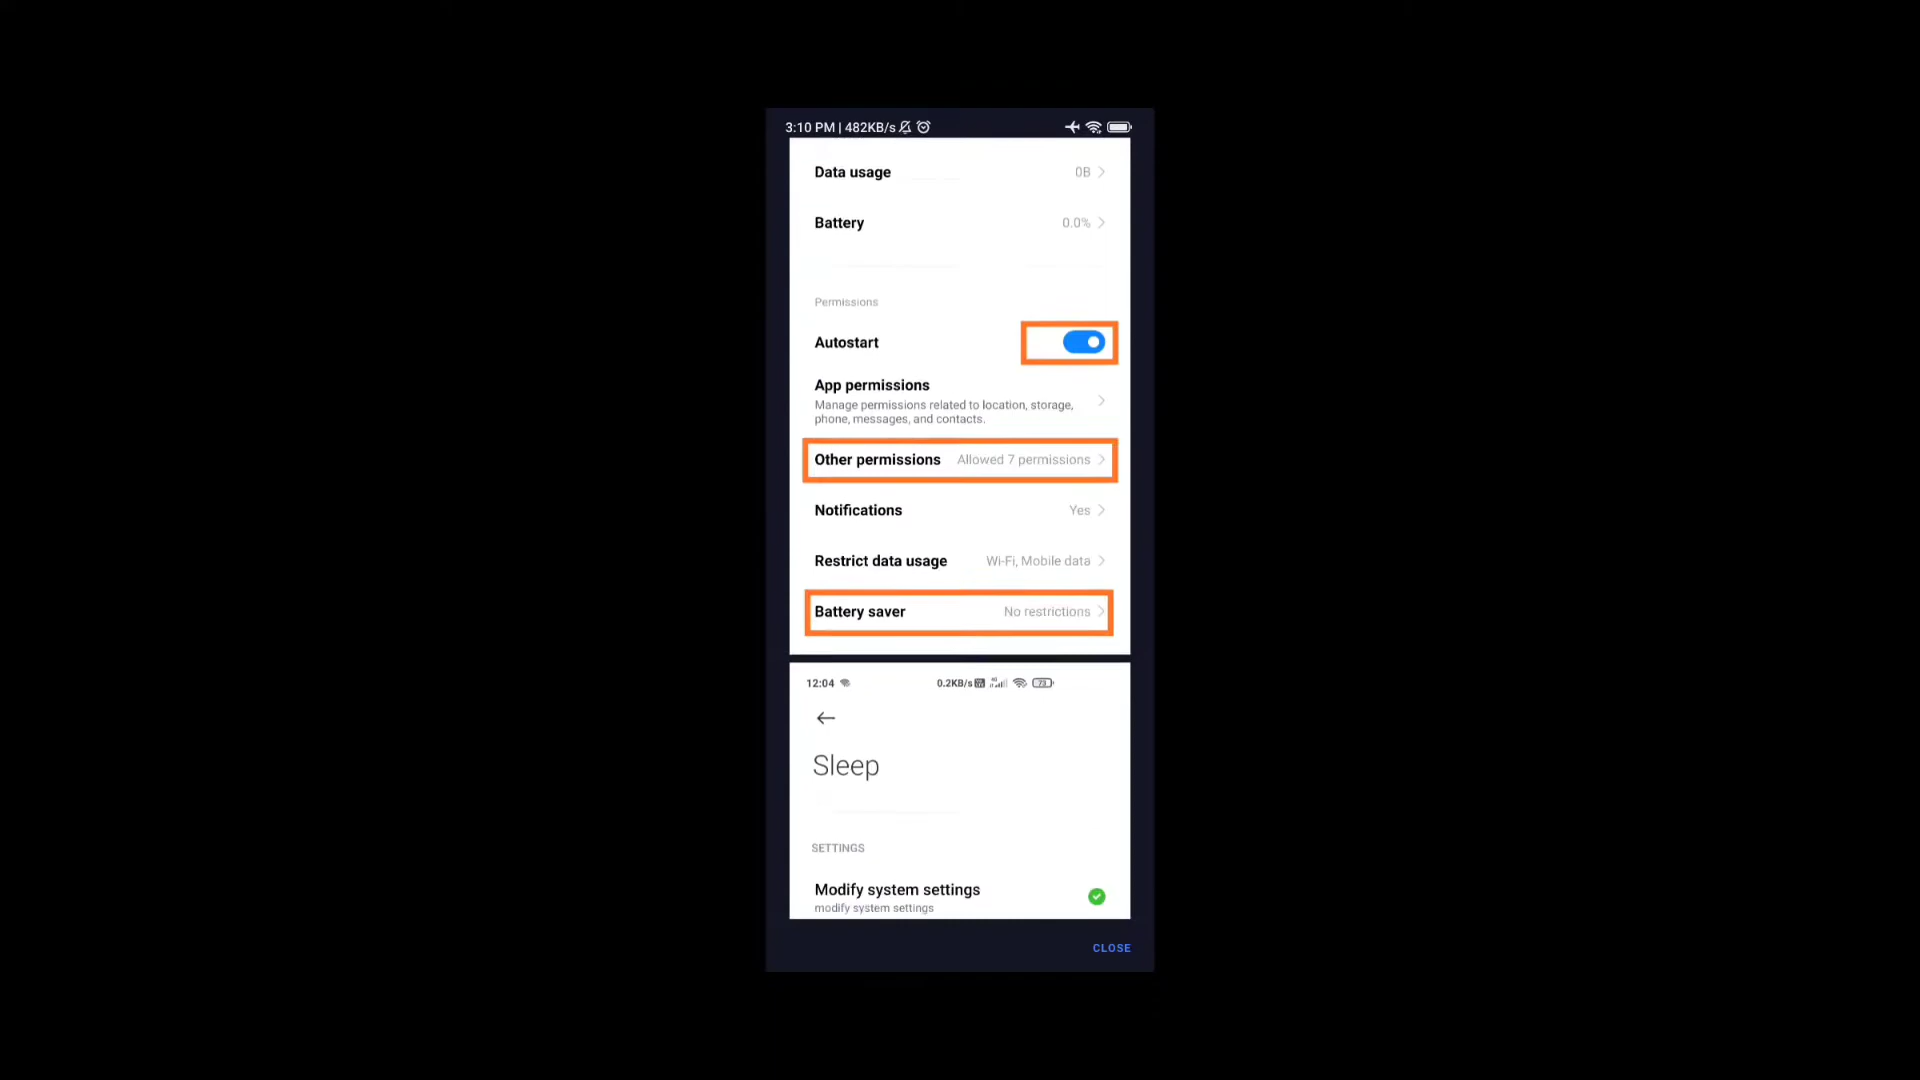 3:10 PM | 482KB/s
Data usage 0B
Battery 0.0%
Permissions
Autostart
App permissions
Manage permissions related to location, storage,
phone, messages, and contacts.
Other permissions Allowed 7 permissions
Notifications Yes
Restrict data usage Wi-Fi, Mobile data
Battery saver No restrictions
12:04 0.2KB/s 4G 73
Sleep
SETTINGS
Modify system settings
modify system settings
CLOSE